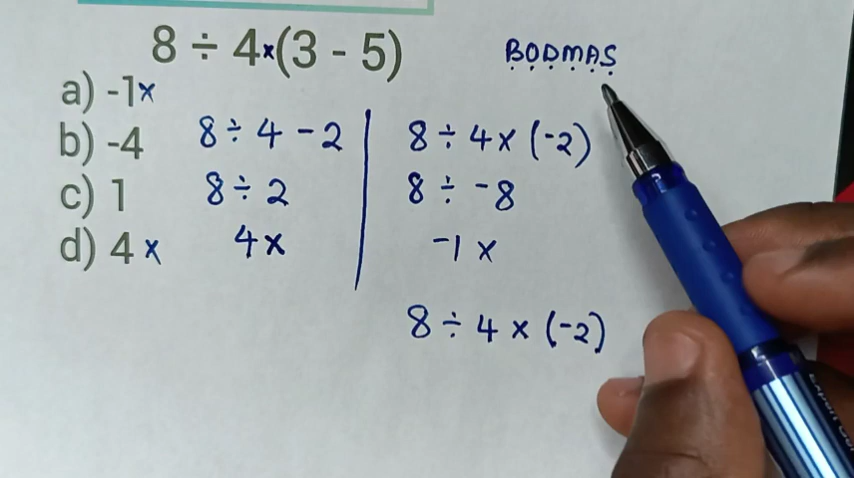 8 ÷ 4×(3 - 5)
BODMAS
a) -1×
b) -4
c) 1
d) 4 ×
8 ÷ 4 - 2
8 ÷ 2
4 ×
8 ÷ 4 × (-2)
8 ÷ -8
-1 ×
8 ÷ 4 × (-2)